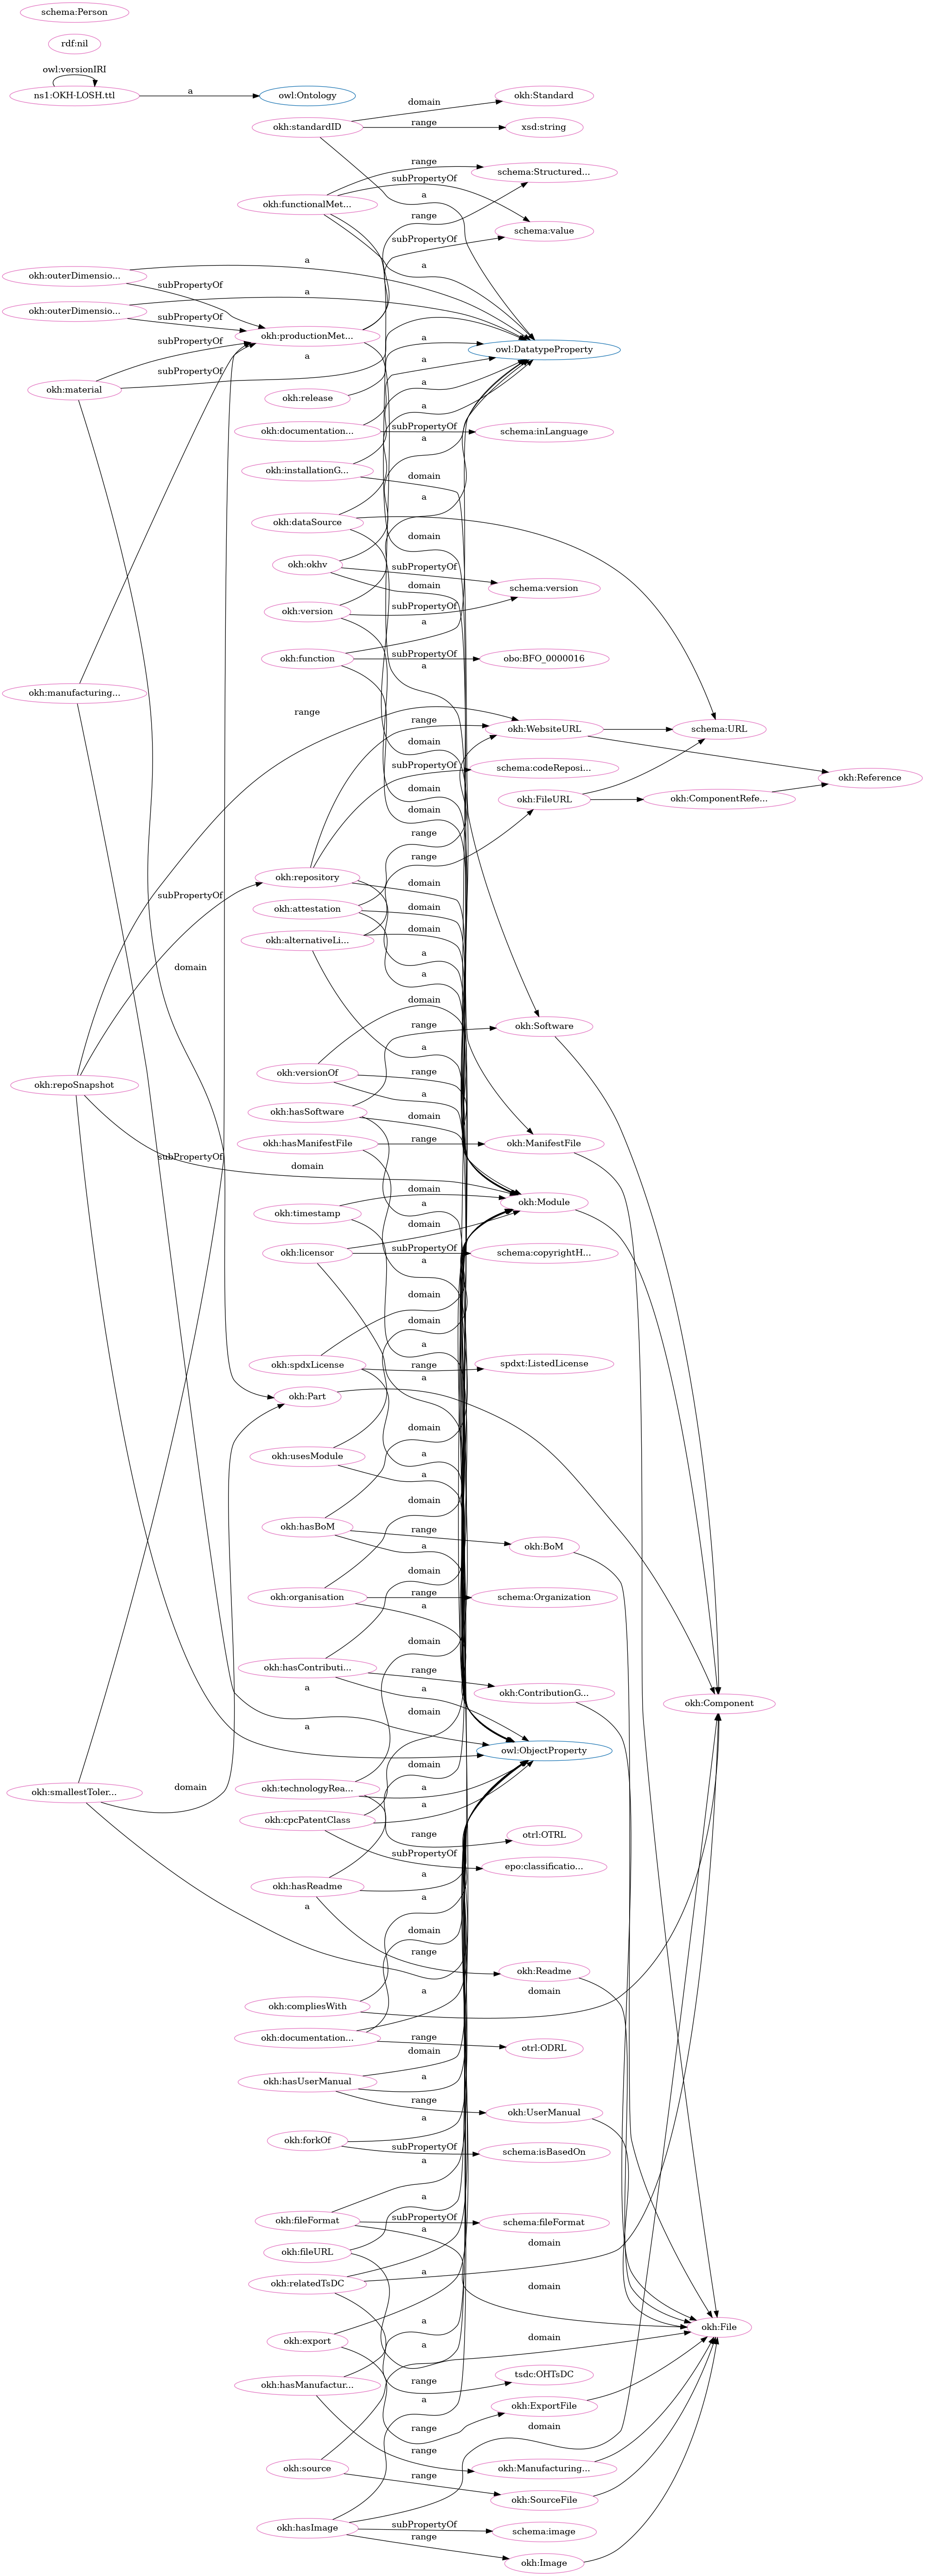 schema:Person
rdf:nil
owl:versionIRI
ns1:OKH-LOSH.ttl
a
owl:Ontology
okh:Standard
domain
okh:standardID
range
xsd:string
range
schema:Structured...
subPropertyOf
a
okh:functionalMet...
range
schema:value
subPropertyOf
a
a
okh:outerDimensio...
subPropertyOf
a
okh:outerDimensio...
subPropertyOf
okh:productionMet...
subPropertyOf
a
owl:DatatypeProperty
a
subPropertyOf
okh:material
a
okh:release
a
okh:documentation...
subPropertyOf
schema:inLanguage
a
okh:installationG...
domain
a
okh:dataSource
domain
okh:okhv
subPropertyOf
domain
schema:version
okh:version
subPropertyOf
a
okh:function
subPropertyOf
a
obo:BFO_0000016
okh:manufacturing...
range
range
okh:WebsiteURL
schema:URL
domain
subPropertyOf
schema:codeReposi...
okh:Reference
domain
okh:FileURL
okh:ComponentRefe...
domain
range
range
okh:repository
domain
subPropertyOf
domain
okh:attestation
domain
okh:alternativeLi...
a
domain
a
domain
range
okh:Software
a
okh:versionOf
range
okh:repoSnapshot
a
okh:hasSoftware
domain
okh:hasManifestFile
range
okh:ManifestFile
subPropertyOf
domain
domain
okh:Module
a
okh:timestamp
domain
okh:licensor
subPropertyOf
schema:copyrightH...
a
domain
domain
a
okh:spdxLicense
range
spdxt:ListedLicense
a
okh:Part
domain
okh:usesModule
a
a
domain
okh:hasBoM
range
okh:BoM
a
domain
okh:organisation
range
schema:Organization
a
domain
okh:hasContributi...
range
a
a
okh:ContributionG...
okh:Component
domain
domain
a
owl:ObjectProperty
domain
domain
okh:smallestToler...
okh:technologyRea...
a
a
okh:cpcPatentClass
range
otrl:OTRL
subPropertyOf
epo:classificatio...
a
okh:hasReadme
a
a
domain
range
okh:Readme
a
domain
okh:compliesWith
okh:documentation...
range
otrl:ODRL
domain
a
okh:hasUserManual
range
okh:UserManual
a
okh:forkOf
subPropertyOf
schema:isBasedOn
a
a
okh:fileFormat
subPropertyOf
schema:fileFormat
a
domain
okh:fileURL
a
okh:relatedTsDC
domain
a
okh:File
domain
okh:export
a
range
tsdc:OHTsDC
okh:hasManufactur...
a
okh:ExportFile
range
domain
range
okh:source
okh:Manufacturing...
range
okh:SourceFile
okh:hasImage
subPropertyOf
schema:image
range
okh:Image